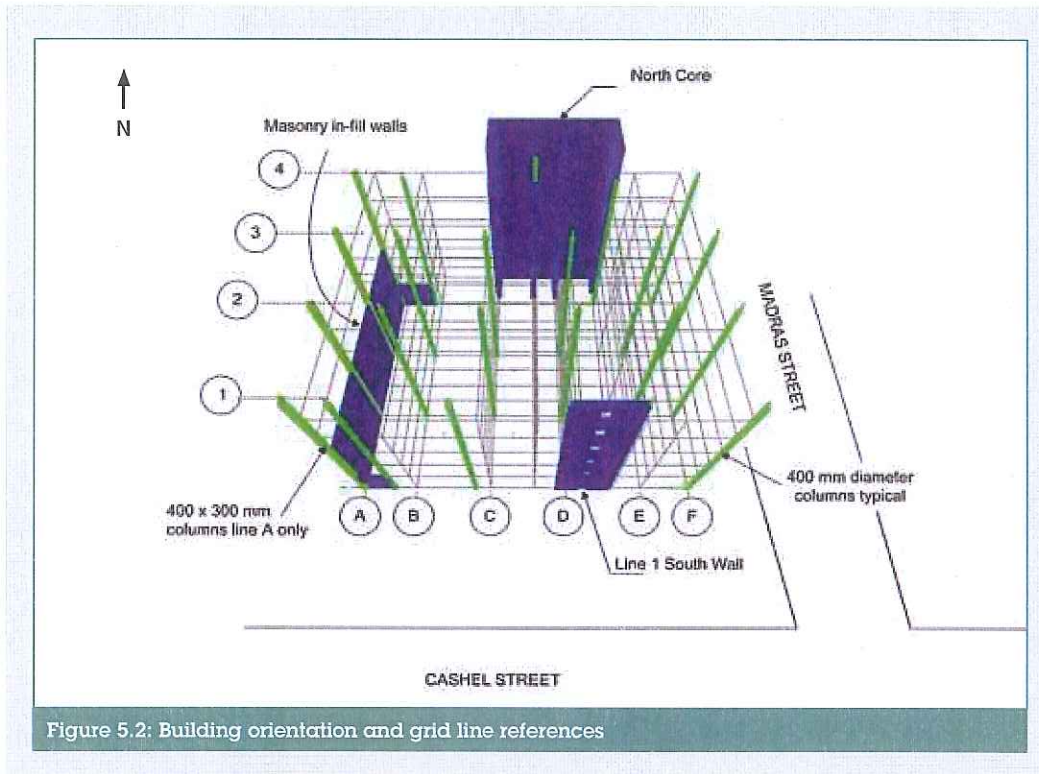 North Core
N
Masonry in-fill walls
4
3
2
1
MADRAS STREET
400 x 300 mm
columns line A only
400 mm diameter
columns typical
A B C D E F
Line 1 South Wall
CASHEL STREET
Figure 5.2: Building orientation and grid line references